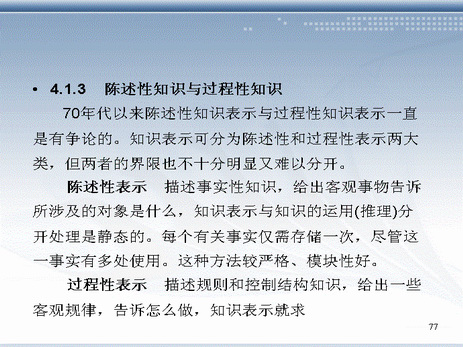 • 4.1.3 陈述性知识与过程性知识
70年代以来陈述性知识表示与过程性知识表示一直
是有争论的。知识表示可分为陈述性和过程性表示两大
类，但两者的界限也不十分明显又难以分开。
陈述性表示 描述事实性知识，给出客观事物告诉
所涉及的对象是什么，知识表示与知识的运用(推理)分
开处理是静态的。每个有关事实仅需存储一次，尽管这
一事实有多处使用。这种方法较严格、模块性好。
过程性表示 描述规则和控制结构知识，给出一些
客观规律，告诉怎么做，知识表示就求
77